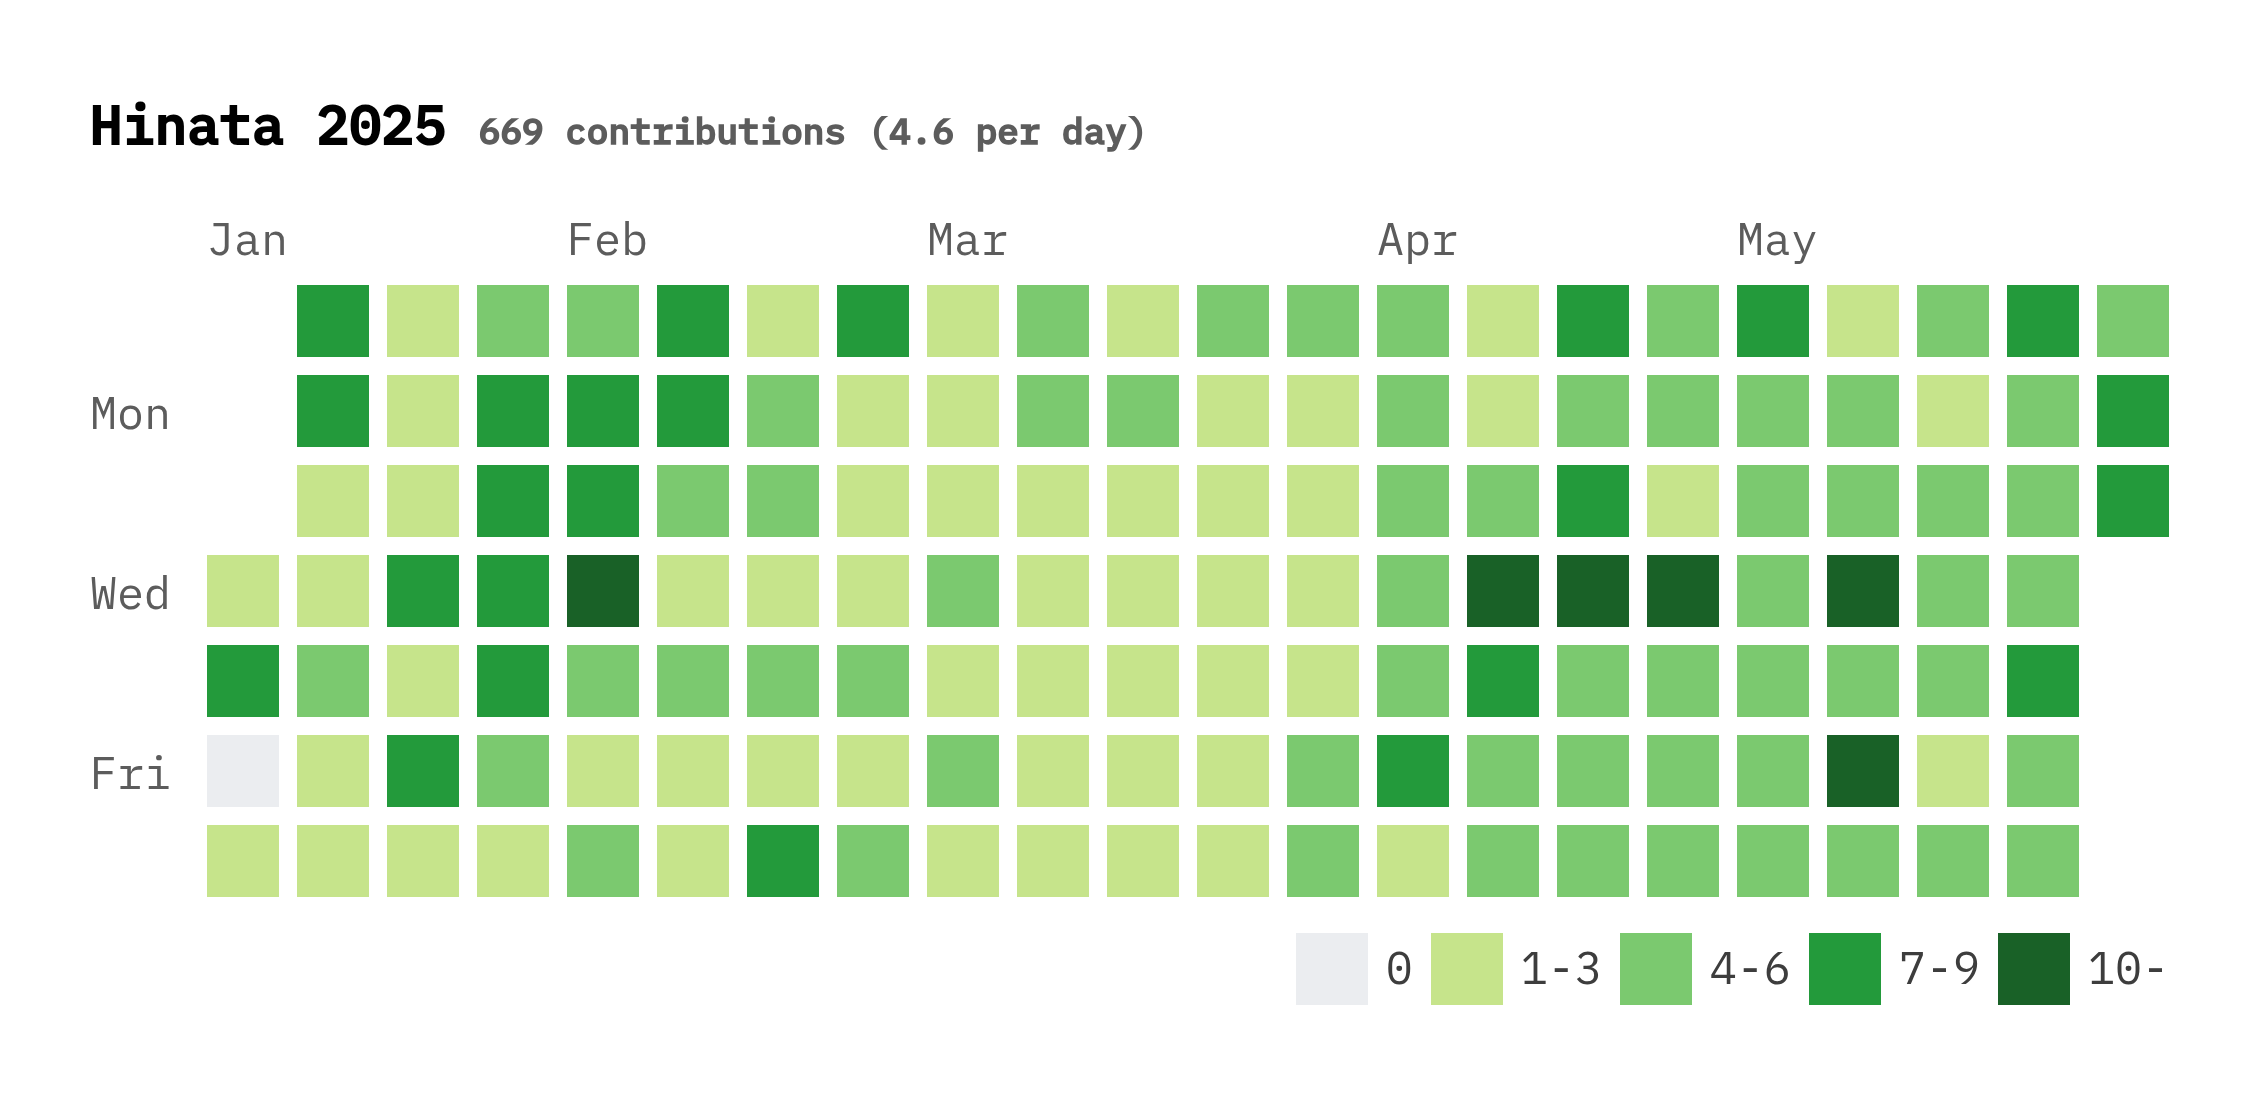 Hinata 2025 669 contributions (4.6 per day)
Jan Feb Mar Apr May
Mon
Wed
Fri
0 1-3 4-6 7-9 10-